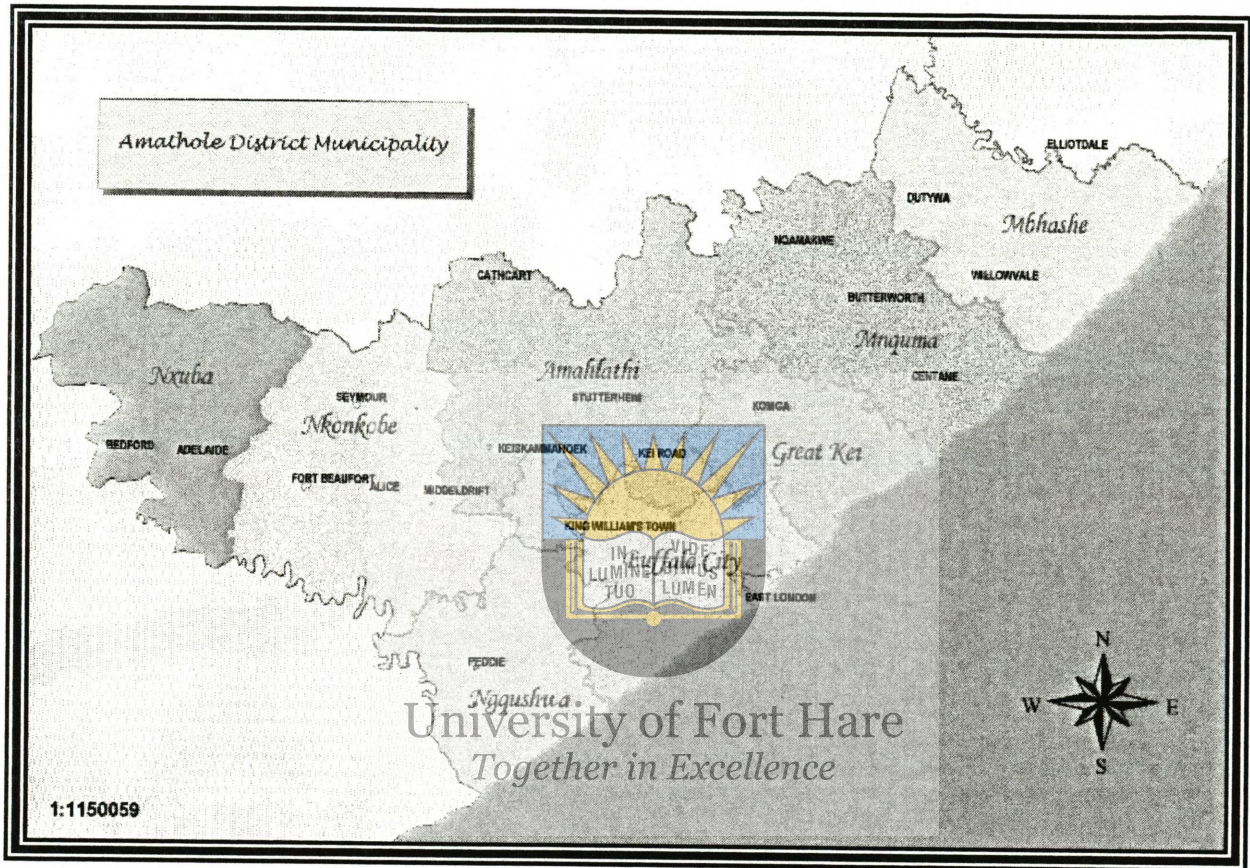 Amathole District Municipality
ELLIOTDALE
DUTYWA
Mbhashe
NQAMAKWE
CATHCART
WILLOWVALE
BUTTERWORTH
Mnquma
Nxuba
Amahlathi
CENTANE
SEYMOUR
STUTTERHEIM
KOMGA
Nkonkobe
BEDFORD
ADELAIDE
KEISKAMMAHOEK
KEI ROAD
Great Kei
FORT BEAUFORT
ALICE
MIDDELDRIFT
KING WILLIAM'S TOWN
IN
LUMINE
TUO
VIDE-
BIMUS
LUMEN
Buffalo City
EAST LONDON
PEDDIE
Ngqushwa
University of Fort Hare
Together in Excellence
N
W
E
S
1:1150059